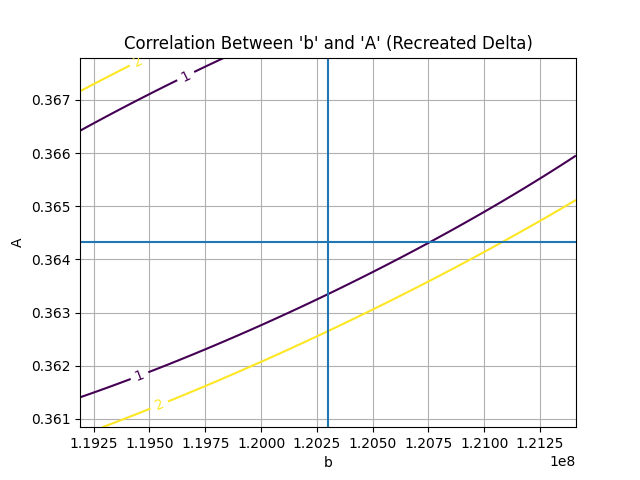 Correlation Between 'b' and 'A' (Recreated Delta)
2
1
0.367
0.366
0.365
A
0.364
0.363
0.362
1
2
0.361
1.1925 1.1950 1.1975 1.2000 1.2025 1.2050 1.2075 1.2100 1.2125
b
1e8